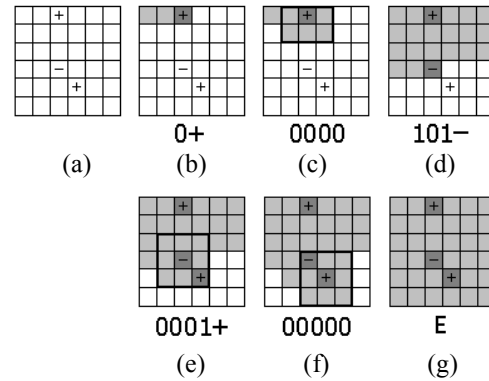 + + + +
− − −
+ + + +
0+ 0000 101−
(a) (b) (c) (d)
+ + +
− − −
+ + +
0001+ 00000 E
(e) (f) (g)